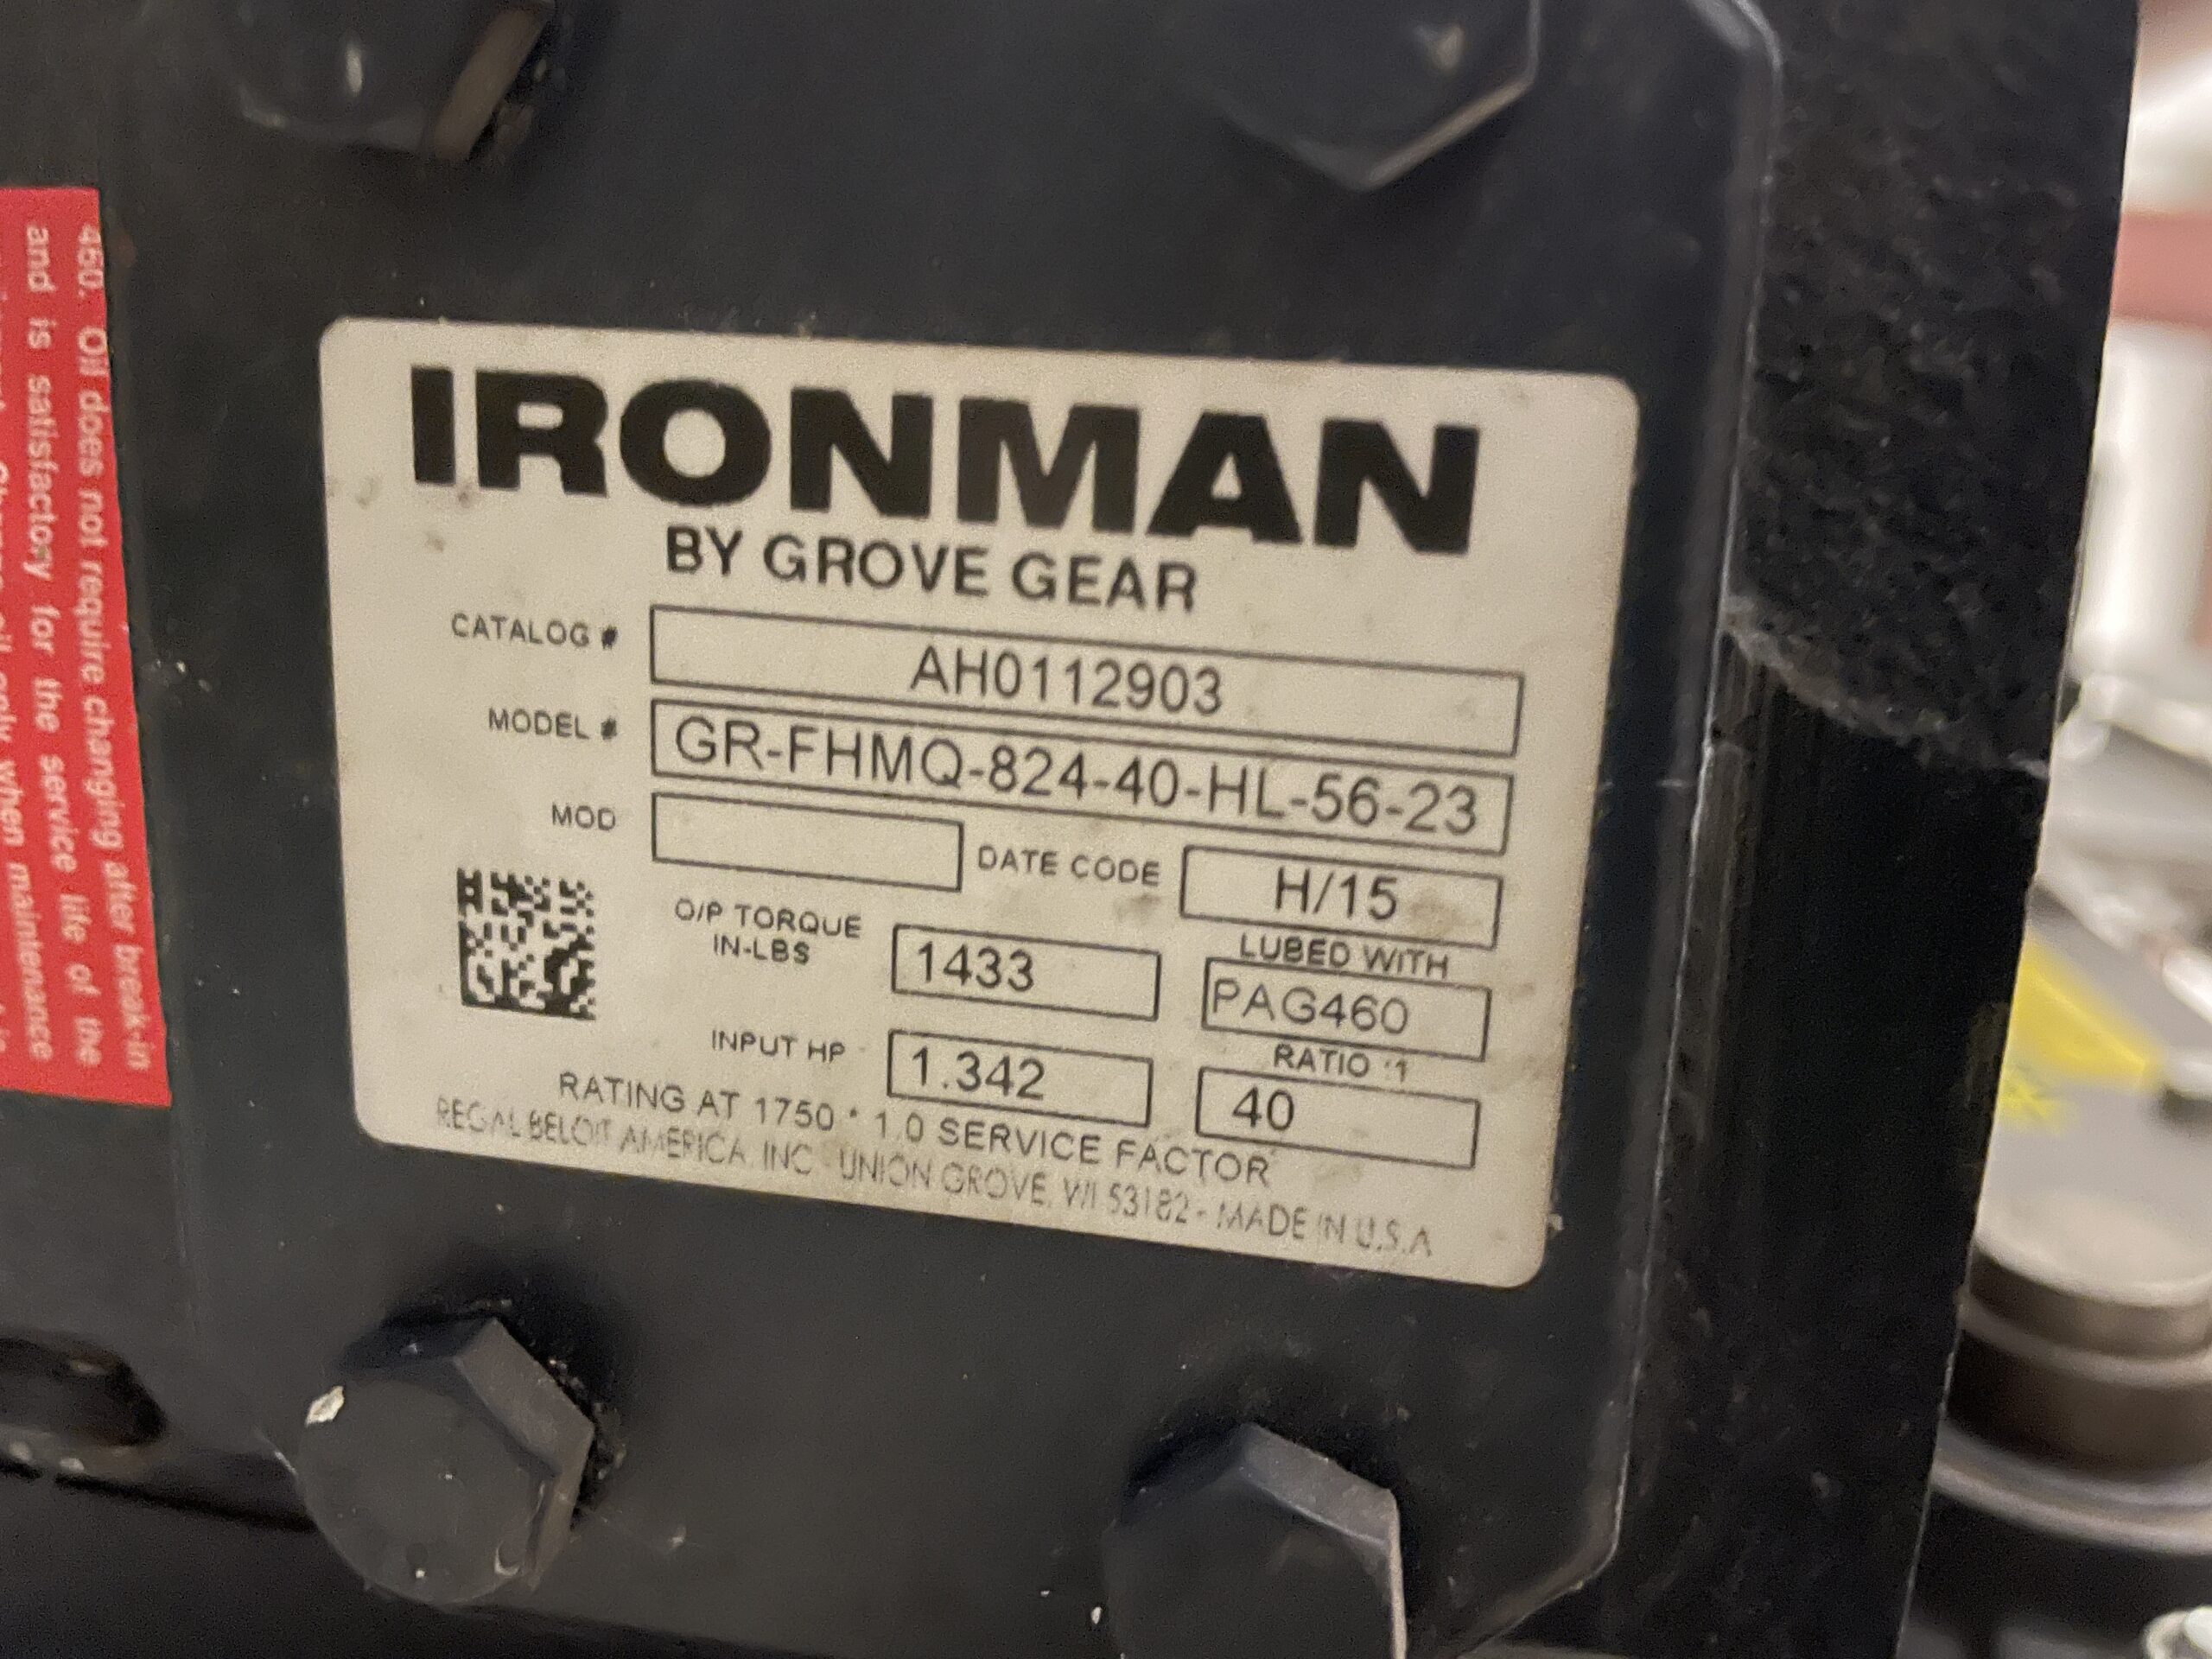 IRONMAN
BY GROVE GEAR
CATALOG # AH0112903
MODEL # GR-FHMQ-824-40-HL-56-23
MOD
DATE CODE H/15
O/P TORQUE
IN-LBS 1433
LUBED WITH
PAG460
INPUT HP 1.342
RATIO :1
40
RATING AT 1750 * 1.0 SERVICE FACTOR
REGAL BELOIT AMERICA, INC - UNION GROVE, WI 53182 - MADE IN U.S.A
460. Oil does not require changing after break-in
and is satisfactory for the service life of the
only when maintenance